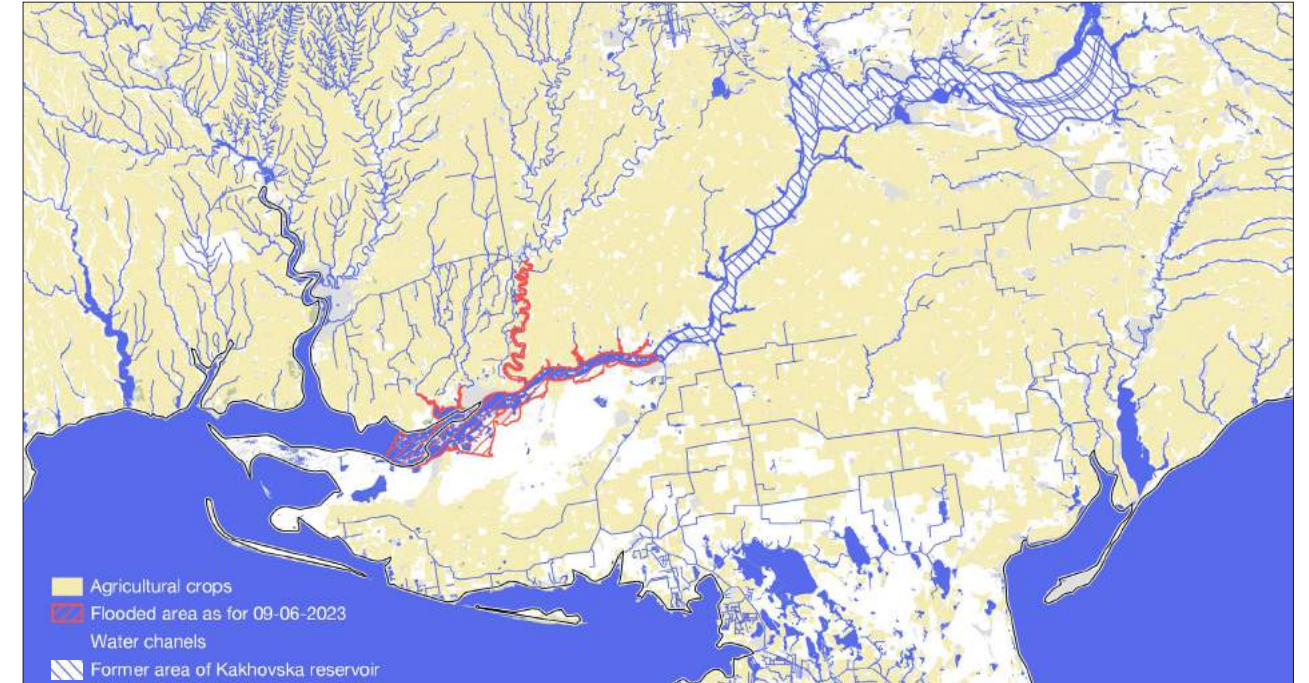 Agricultural crops
Flooded area as for 09-06-2023
Water chanels
Former area of Kakhovska reservoir